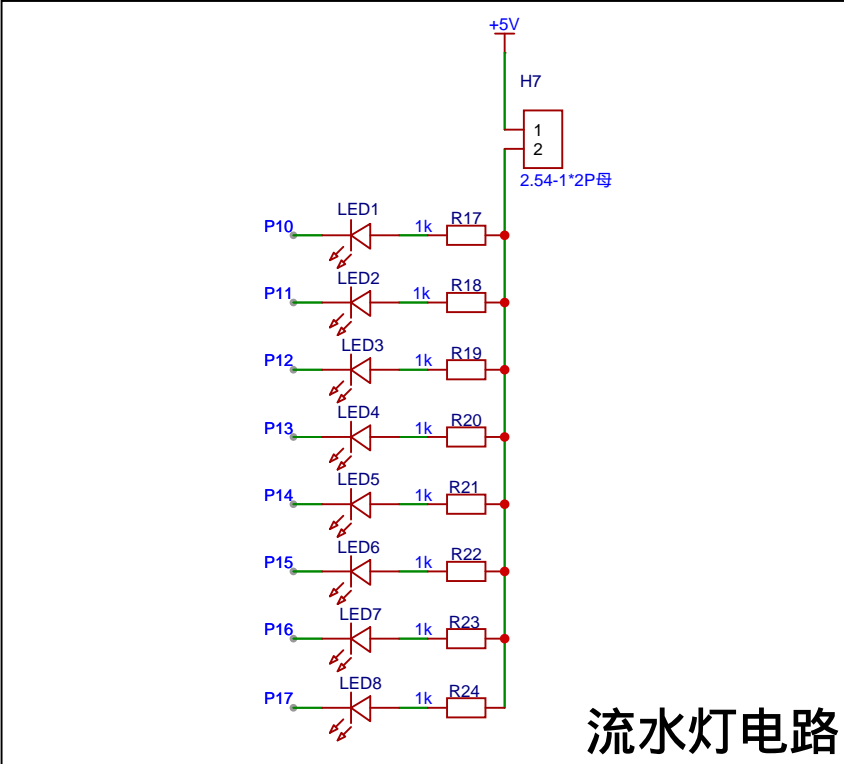 +5V
H7
1
2
2.54-1*2P母
P10 LED1 1k R17
P11 LED2 1k R18
P12 LED3 1k R19
P13 LED4 1k R20
P14 LED5 1k R21
P15 LED6 1k R22
P16 LED7 1k R23
P17 LED8 1k R24
流水灯电路